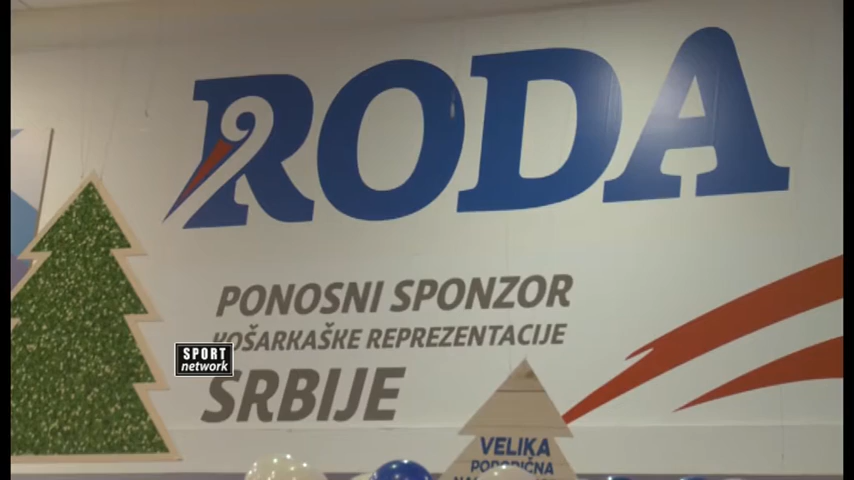 RODA
PONOSNI SPONZOR
KOŠARKAŠKE REPREZENTACIJE
SRBIJE
SPORT
network
VELIKA
PORODIČNA